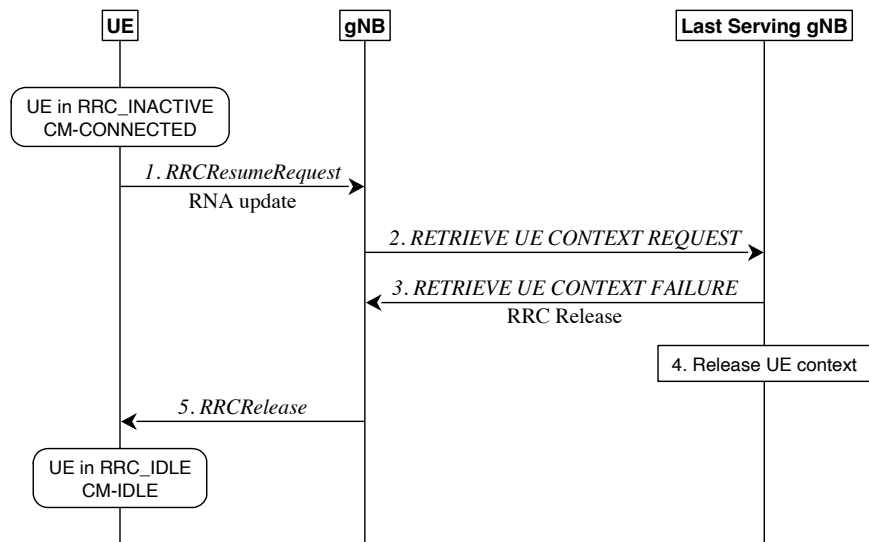 UE
gNB
Last Serving gNB
UE in RRC_INACTIVE
CM-CONNECTED
1. RRCResumeRequest
RNA update
2. RETRIEVE UE CONTEXT REQUEST
3. RETRIEVE UE CONTEXT FAILURE
RRC Release
4. Release UE context
5. RRCRelease
UE in RRC_IDLE
CM-IDLE